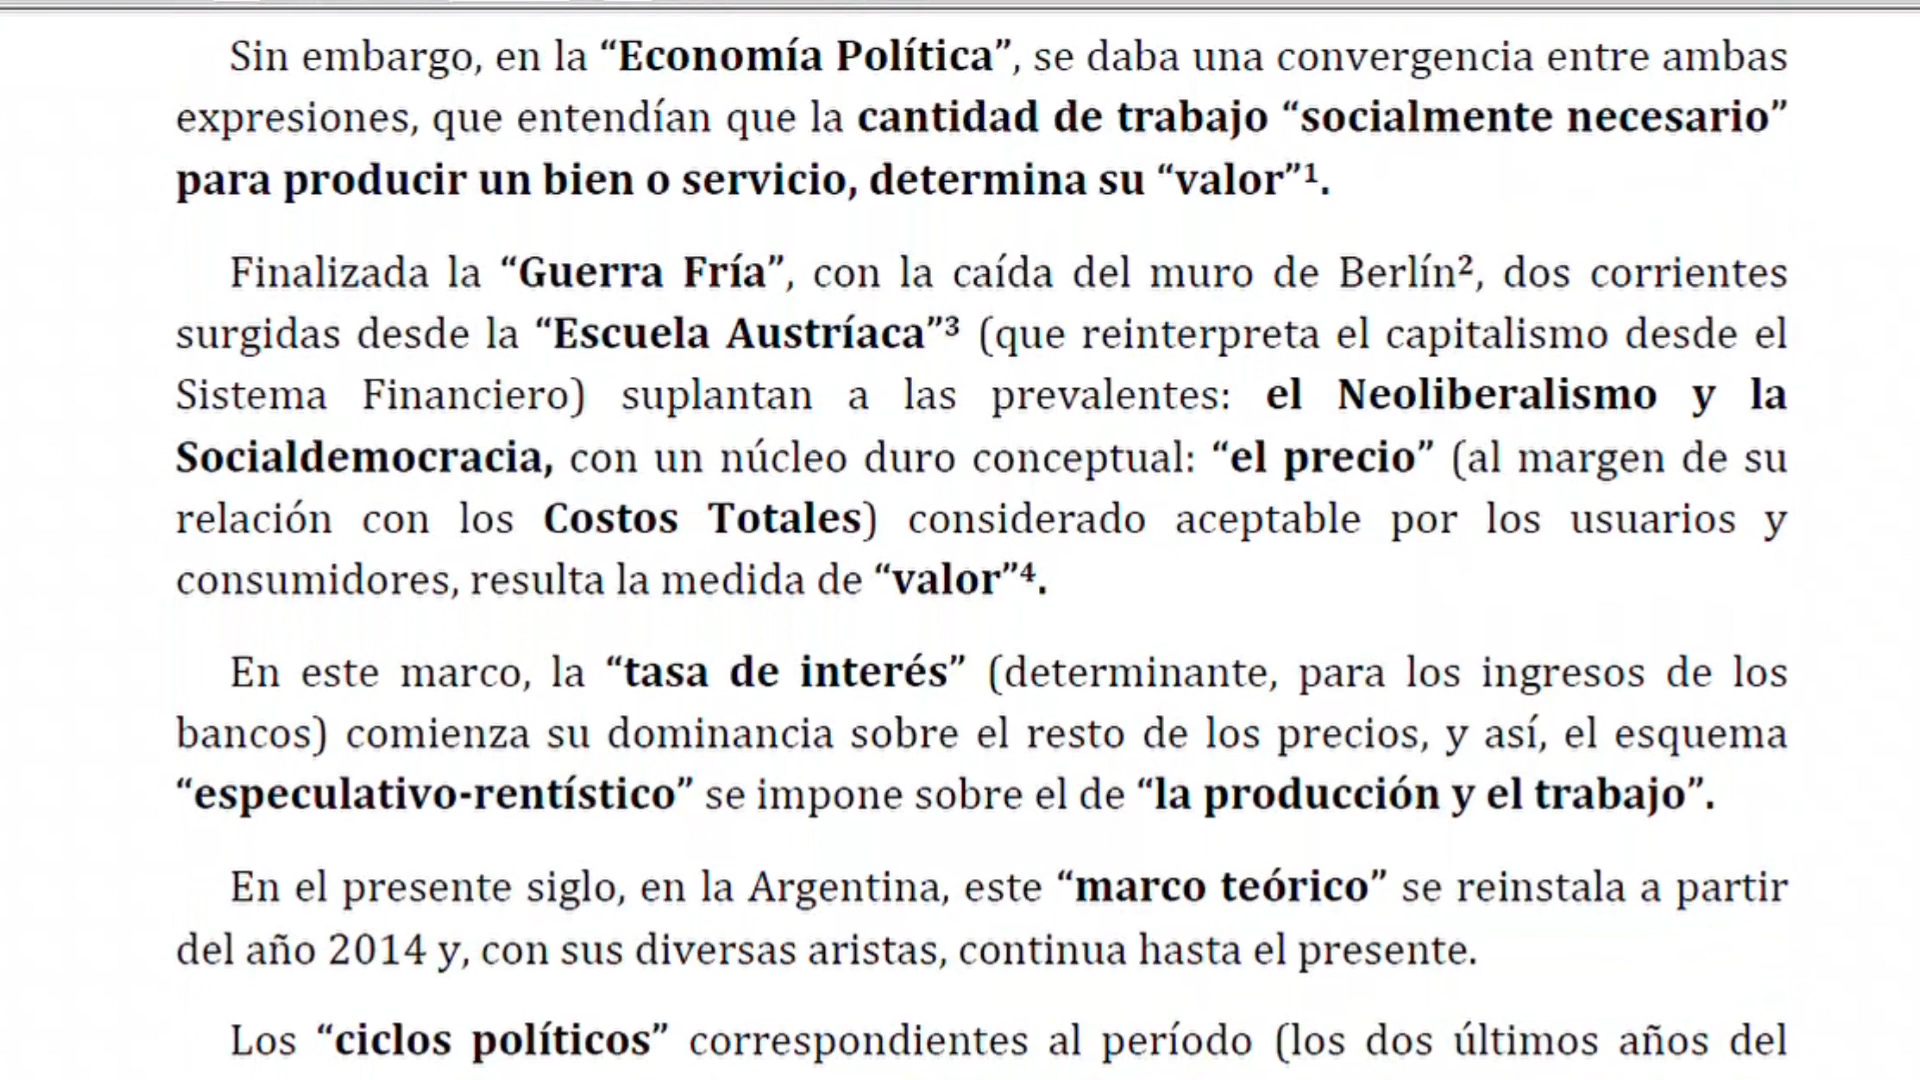 Sin embargo, en la “Economía Política”, se daba una convergencia entre ambas
expresiones, que entendían que la cantidad de trabajo “socialmente necesario”
para producir un bien o servicio, determina su “valor”¹.
Finalizada la “Guerra Fría”, con la caída del muro de Berlín², dos corrientes
surgidas desde la “Escuela Austríaca”³ (que reinterpreta el capitalismo desde el
Sistema Financiero) suplantan a las prevalentes: el Neoliberalismo y la
Socialdemocracia, con un núcleo duro conceptual: “el precio” (al margen de su
relación con los Costos Totales) considerado aceptable por los usuarios y
consumidores, resulta la medida de “valor”⁴.
En este marco, la “tasa de interés” (determinante, para los ingresos de los
bancos) comienza su dominancia sobre el resto de los precios, y así, el esquema
“especulativo-rentístico” se impone sobre el de “la producción y el trabajo”.
En el presente siglo, en la Argentina, este “marco teórico” se reinstala a partir
del año 2014 y, con sus diversas aristas, continua hasta el presente.
Los “ciclos políticos” correspondientes al período (los dos últimos años del